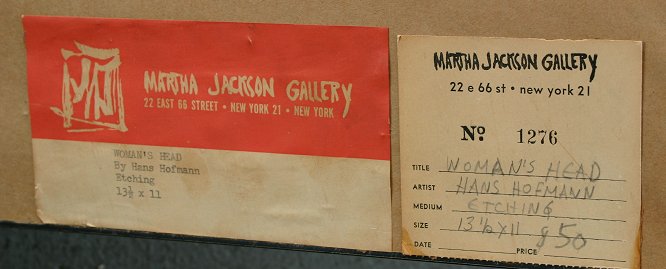 MARTHA JACKSON GALLERY
22 EAST 66 STREET • NEW YORK 21 • NEW YORK
WOMAN'S HEAD
By Hans Hofmann
Etching
13½ x 11
MARTHA JACKSON GALLERY
22 e 66 st • new york 21
Nº 1276
TITLE WOMAN'S HEAD
ARTIST HANS HOFMANN
MEDIUM ETCHING
SIZE 13½ X 11
DATE PRICE $50